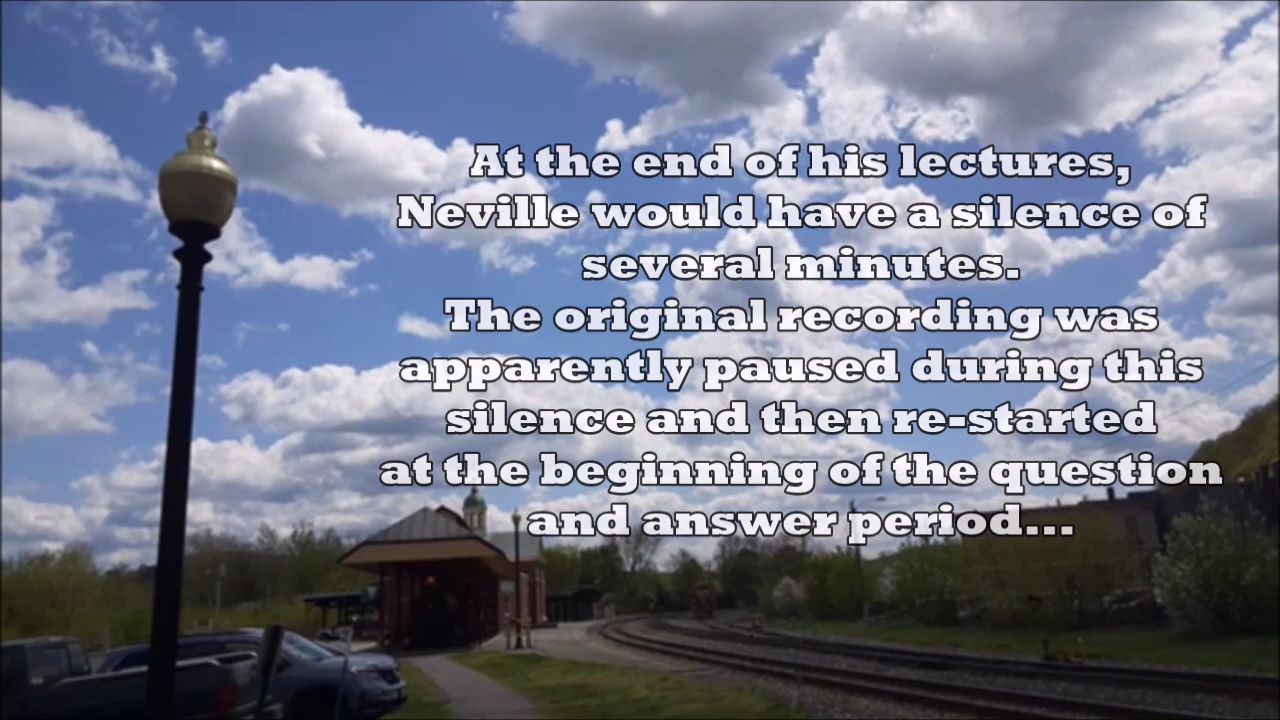 At the end of his lectures,
Neville would have a silence of
several minutes.
The original recording was
apparently paused during this
silence and then re-started
at the beginning of the question
and answer period...